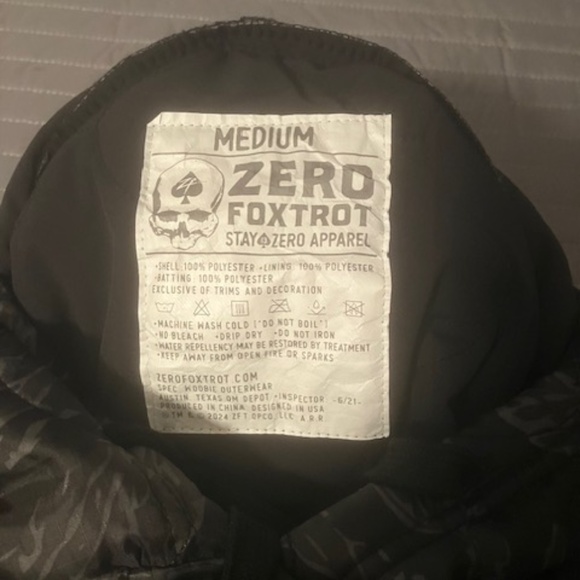 MEDIUM
ZERO
FOXTROT
STAY ZERO APPAREL
•SHELL: 100% POLYESTER •LINING: 100% POLYESTER
•BATTING: 100% POLYESTER
EXCLUSIVE OF TRIMS AND DECORATION
•MACHINE WASH COLD ("DO NOT BOIL")
•NO BLEACH •DRIP DRY •DO NOT IRON
•WATER REPELLENCY MAY BE RESTORED BY TREATMENT
•KEEP AWAY FROM OPEN FIRE OR SPARKS
ZEROFOXTROT.COM
SPEC. WOOBIE OUTERWEAR
AUSTIN, TEXAS QM DEPOT •INSPECTOR -6/21-
PRODUCED IN CHINA. DESIGNED IN USA
©™ & © 2024 ZFT OPCO, LLC A.R.R.